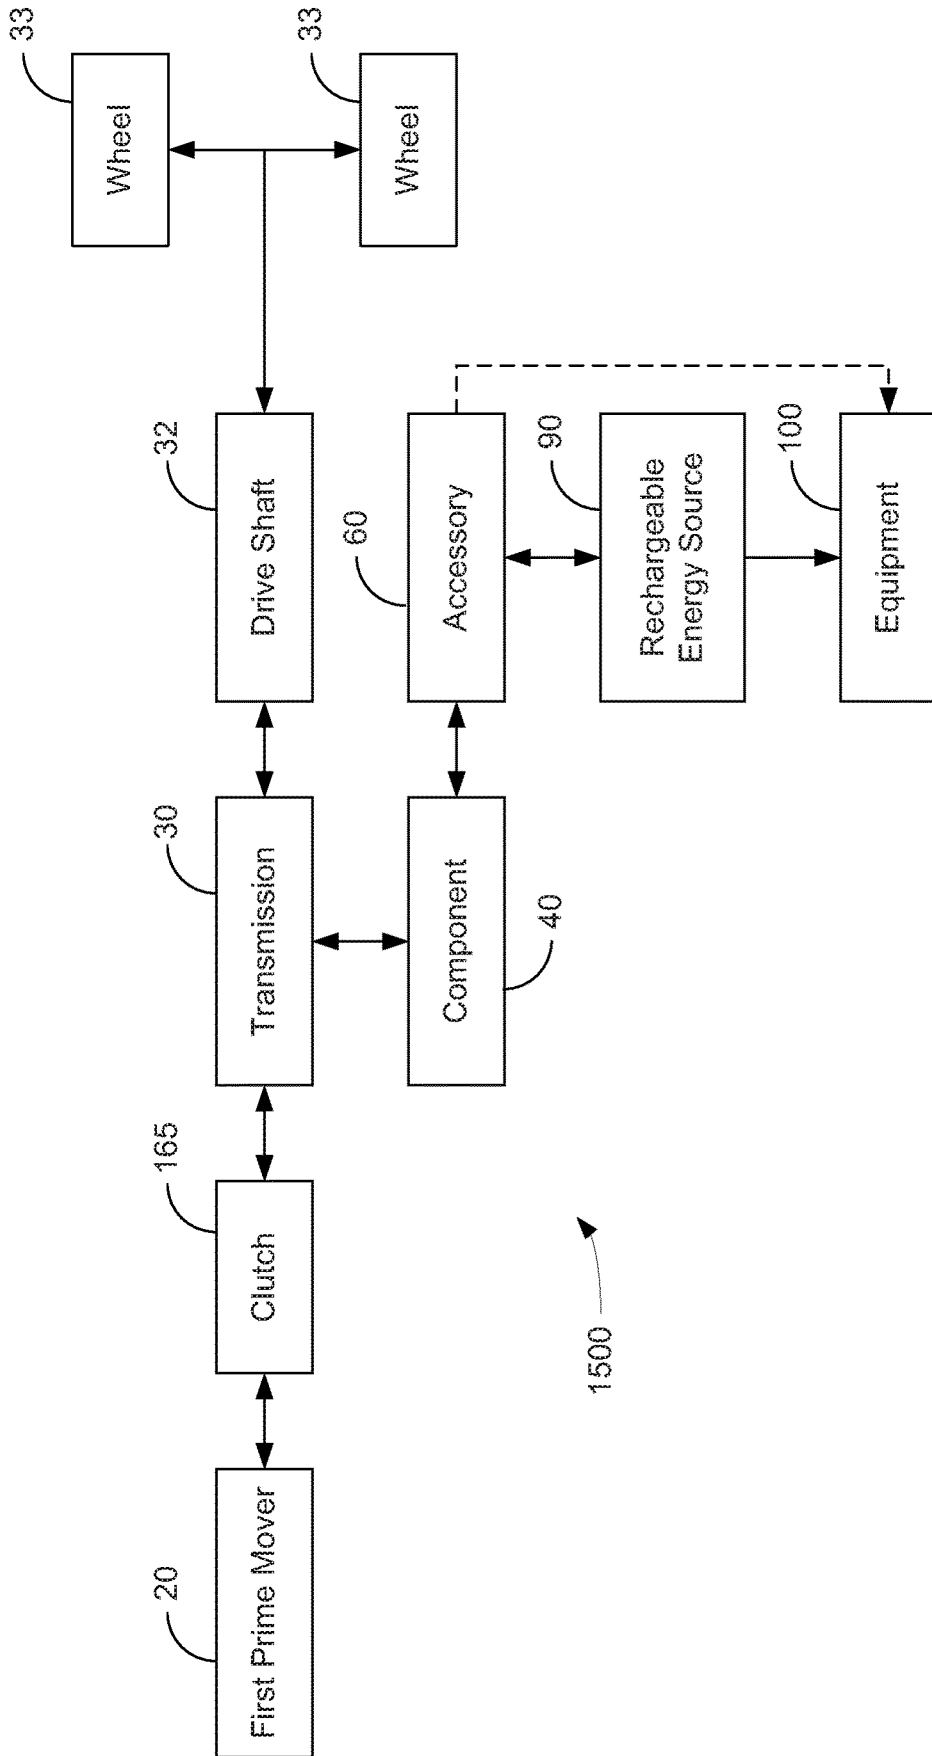 33
Wheel
33
Wheel
32
Drive Shaft
60
Accessory
90
Rechargeable
Energy Source
100
Equipment
30
Transmission
Component
40
165
Clutch
1500
20
First Prime Mover